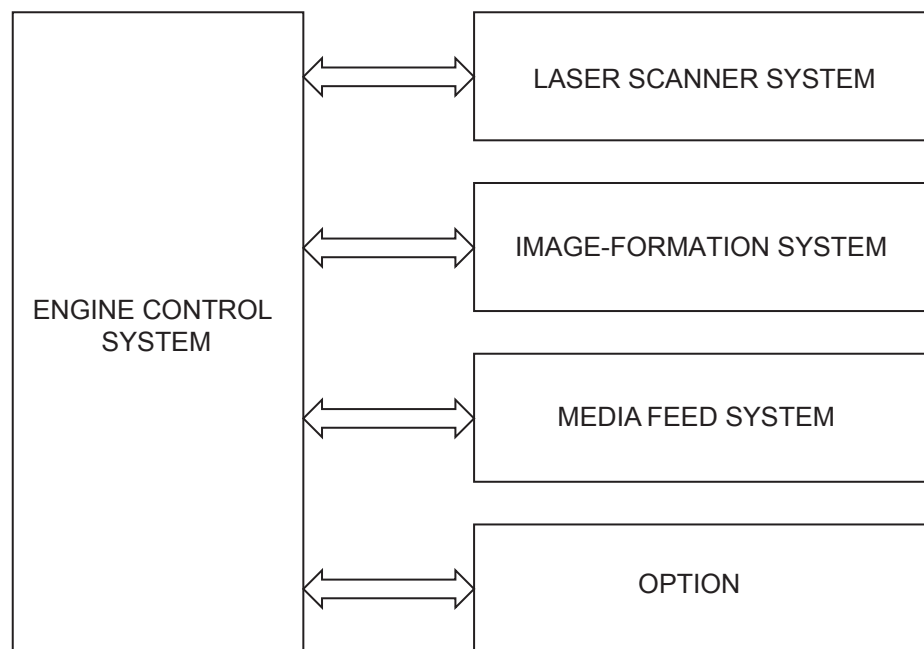 LASER SCANNER SYSTEM
IMAGE-FORMATION SYSTEM
ENGINE CONTROL
SYSTEM
MEDIA FEED SYSTEM
OPTION